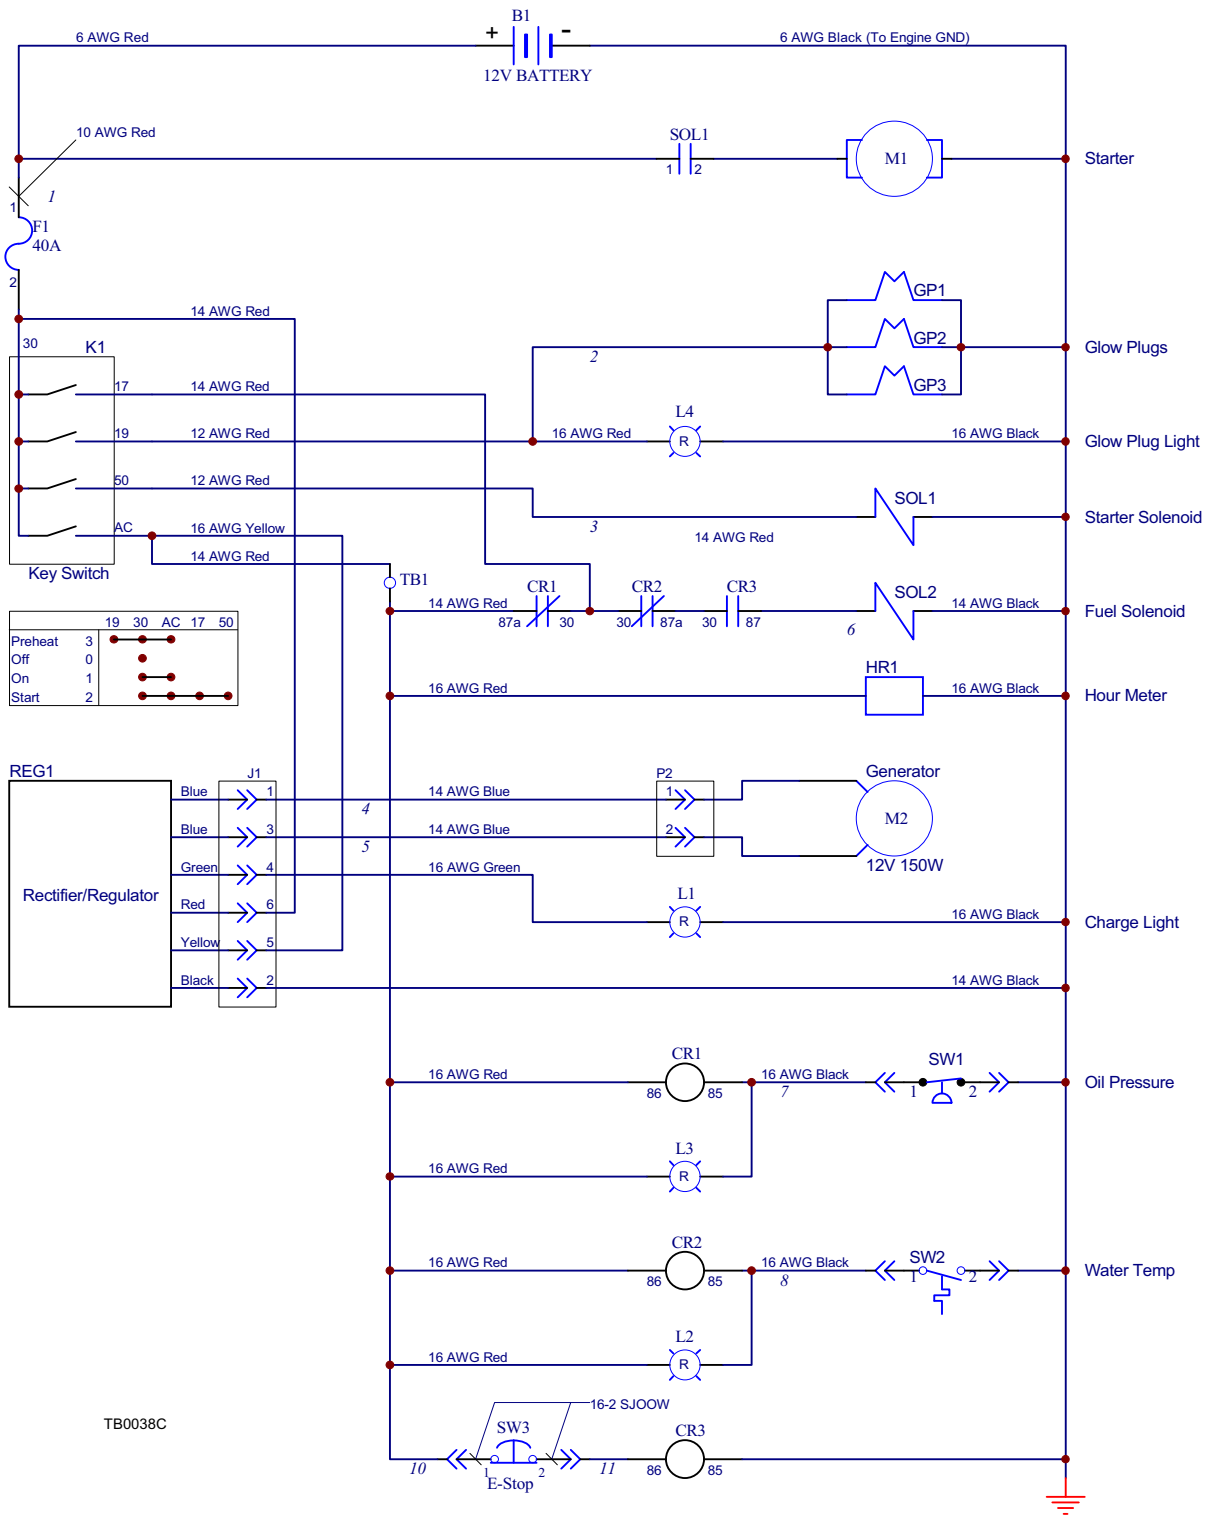 B1
+ -
6 AWG Red
6 AWG Black (To Engine GND)
12V BATTERY
10 AWG Red
SOL1
1 2
M1
Starter
1
1
F1
40A
2
14 AWG Red
GP1
GP2
GP3
2
Glow Plugs
30
K1
17
14 AWG Red
L4
19
12 AWG Red
16 AWG Red
R
16 AWG Black
Glow Plug Light
50
12 AWG Red
SOL1
3
14 AWG Red
Starter Solenoid
AC
16 AWG Yellow
14 AWG Red
Key Switch
TB1
CR1
CR2
CR3
SOL2
14 AWG Red
14 AWG Black
Fuel Solenoid
87a 30
30 87a
30 87
6
19 30 AC 17 50
Preheat 3
Off 0
On 1
Start 2
HR1
16 AWG Red
16 AWG Black
Hour Meter
REG1
J1
P2
Generator
Blue 1
14 AWG Blue
1
4
M2
Blue 3
14 AWG Blue
2
5
12V 150W
Green 4
16 AWG Green
Rectifier/Regulator
L1
Red 6
R
16 AWG Black
Charge Light
Yellow 5
Black 2
14 AWG Black
CR1
SW1
16 AWG Red
16 AWG Black
Oil Pressure
86 85
7
1 2
L3
16 AWG Red
R
CR2
SW2
16 AWG Red
16 AWG Black
Water Temp
86 85
8
1 2
L2
16 AWG Red
R
16-2 SJOOW
TB0038C
SW3
CR3
10
1 2
11
86 85
E-Stop